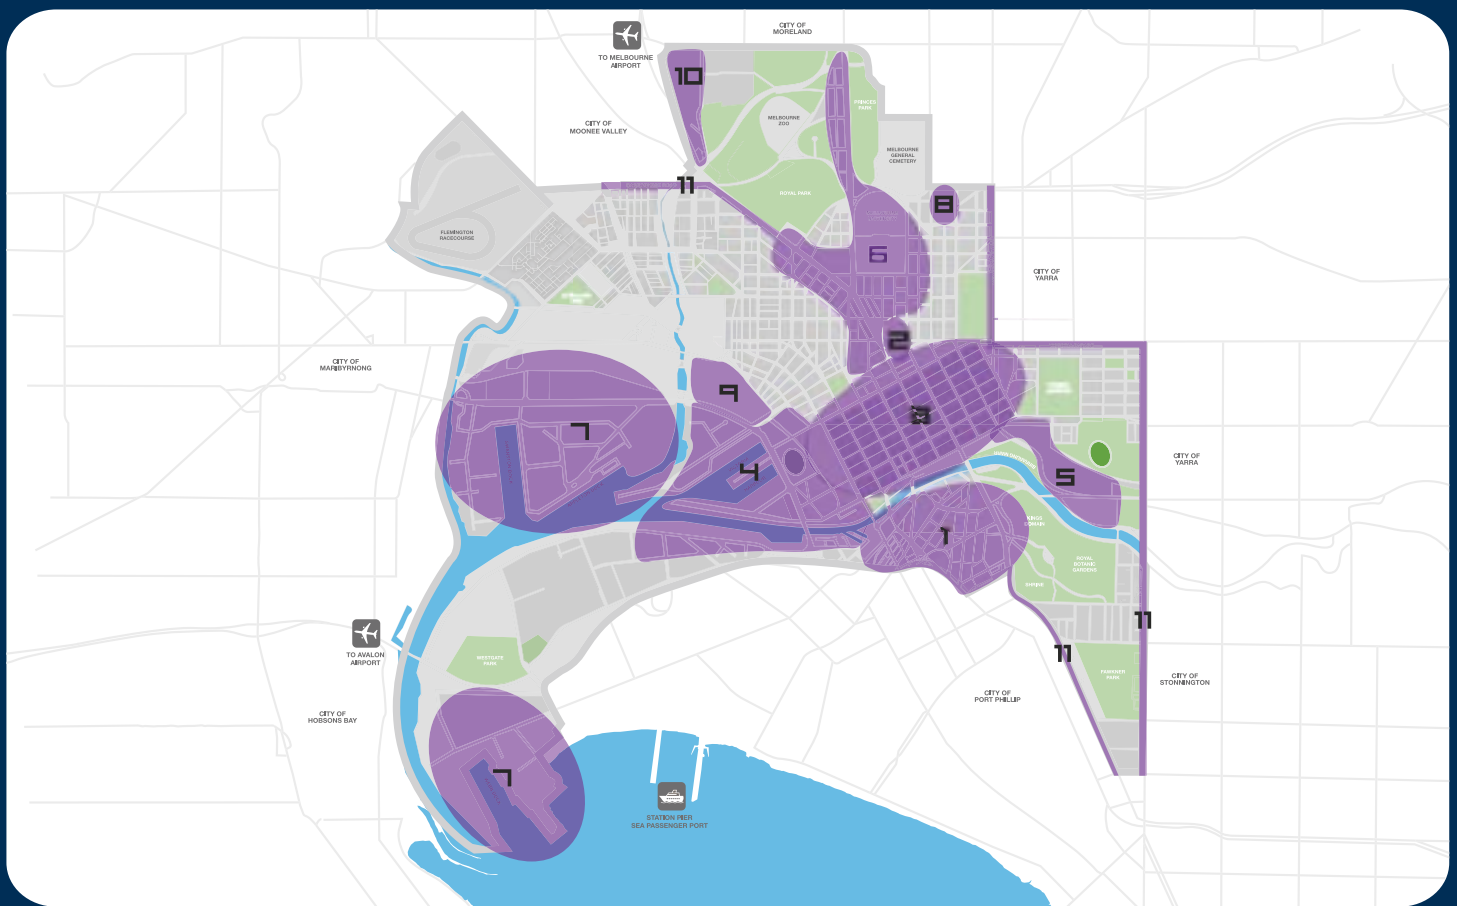 CITY OF
MORELAND
TO MELBOURNE
AIRPORT
10
PRINCES
PARK
MELBOURNE
ZOO
CITY OF
MOONEE VALLEY
MELBOURNE
GENERAL
CEMETERY
11
ROYAL PARK
8
FLEMINGTON
RACECOURSE
6
CITY OF
YARRA
2
CITY OF
MARIBYRNONG
9
7
4
CITY OF
YARRA
5
1
KINGS
DOMAIN
ROYAL
BOTANIC
GARDENS
SHRINE
11
TO AVALON
AIRPORT
11
WESTGATE
PARK
FAWKNER
PARK
CITY OF
STONNINGTON
CITY OF
PORT PHILLIP
CITY OF
HOBSONS BAY
7
STATION PIER
SEA PASSENGER PORT